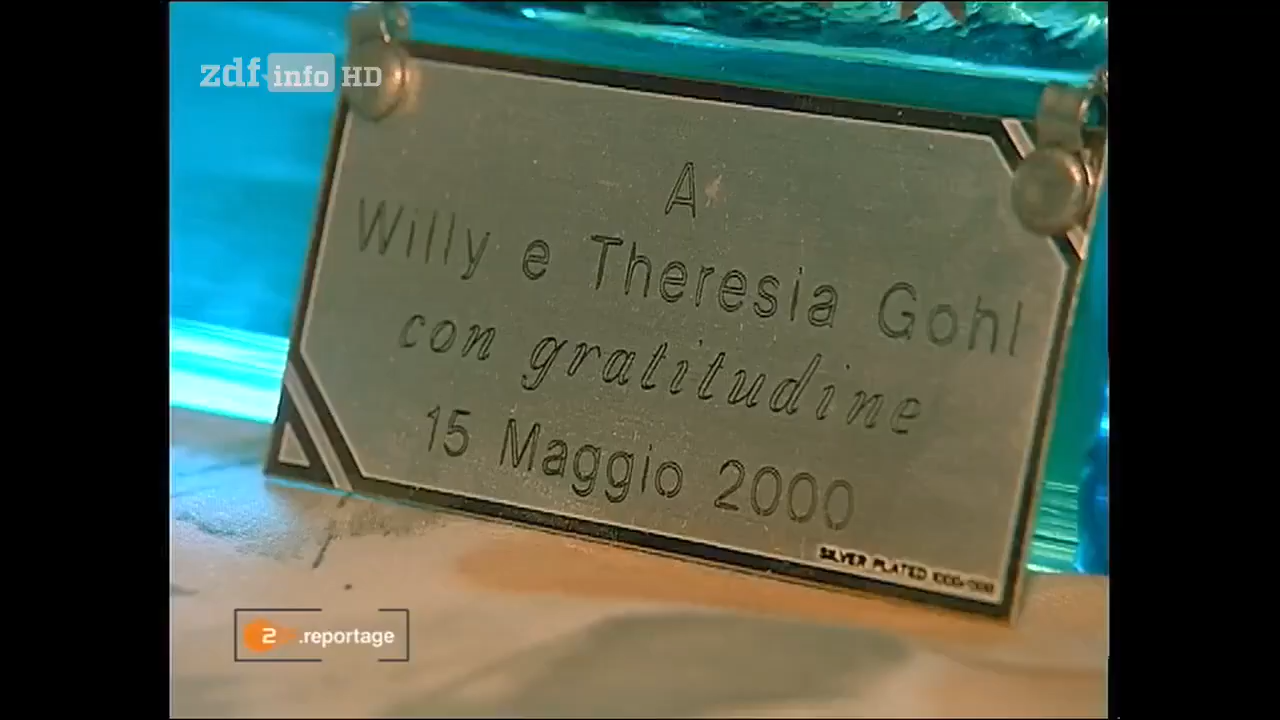 zdf info HD
A
Willy e Theresia Gohl
con gratitudine
15 Maggio 2000
SILVER PLATED
2 .reportage